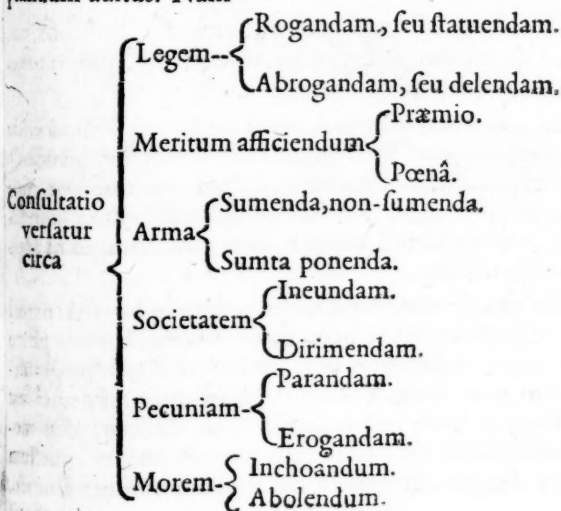 Nam
Legem--
Rogandam., ſeu ſtatuendam.
Abrogandam, ſeu delendam.
Meritum afficiendum
Præmio.
Pœnâ.
Conſultatio
verſatur
circa
Arma
Sumenda,non-ſumenda.
Sumta ponenda.
Societatem
Ineundam.
Dirimendam.
Pecuniam-
Parandam.
Erogandam.
Morem-
Inchoandum.
Abolendum.